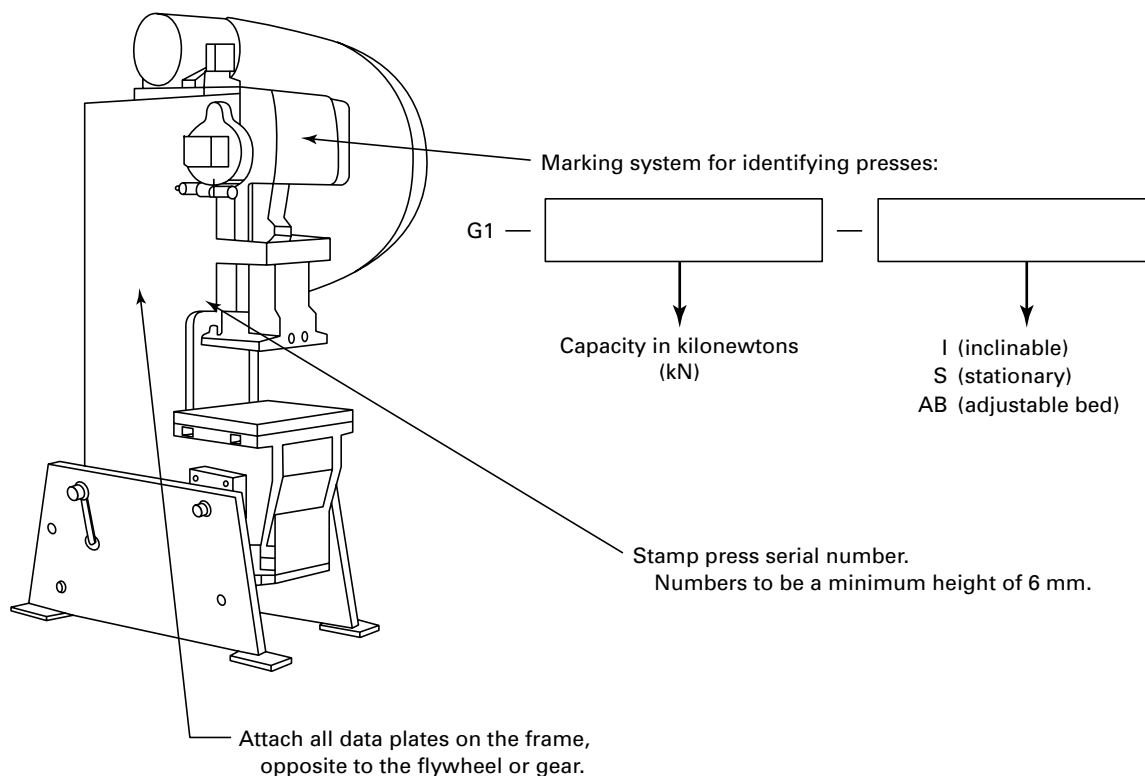 Marking system for identifying presses:
G1 — —
Capacity in kilonewtons
(kN)
I (inclinable)
S (stationary)
AB (adjustable bed)
Stamp press serial number.
Numbers to be a minimum height of 6 mm.
Attach all data plates on the frame,
opposite to the flywheel or gear.